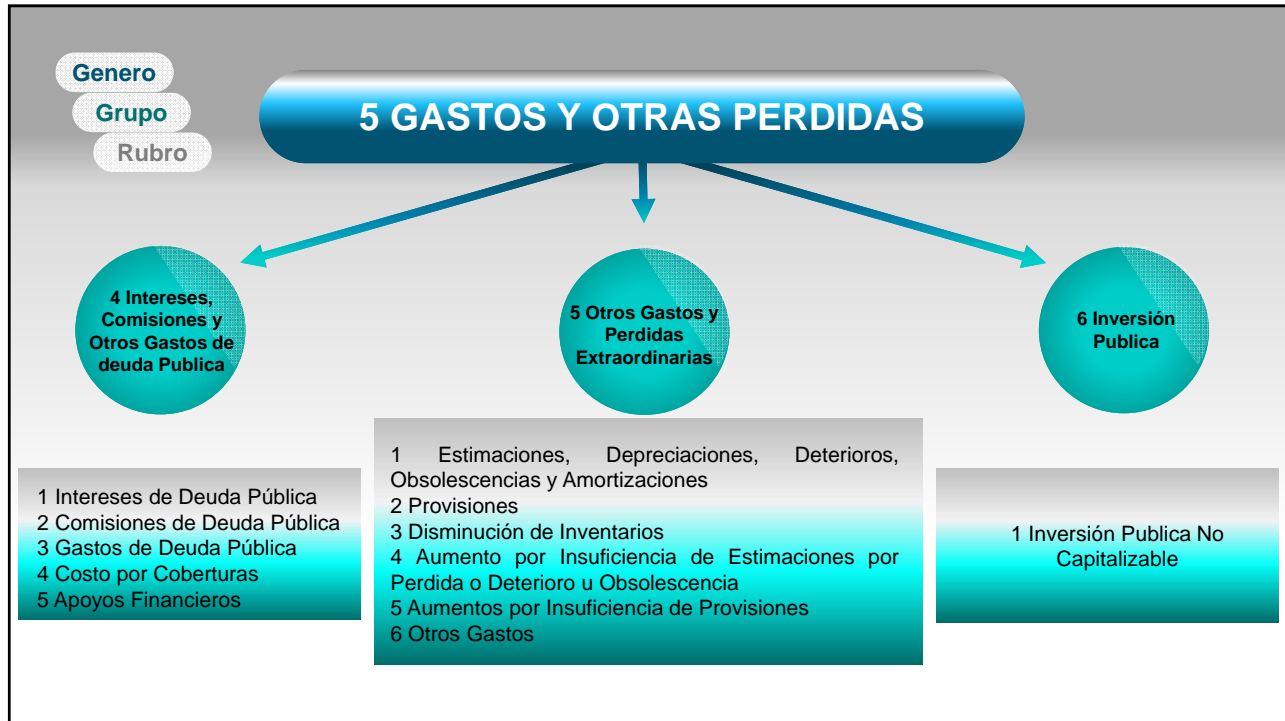 Genero
Grupo
Rubro
5 GASTOS Y OTRAS PERDIDAS
4 Intereses,
Comisiones y
Otros Gastos de
deuda Publica
5 Otros Gastos y
Perdidas
Extraordinarias
6 Inversión
Publica
1 Intereses de Deuda Pública
2 Comisiones de Deuda Pública
3 Gastos de Deuda Pública
4 Costo por Coberturas
5 Apoyos Financieros
1 Estimaciones, Depreciaciones, Deterioros,
Obsolescencias y Amortizaciones
2 Provisiones
3 Disminución de Inventarios
4 Aumento por Insuficiencia de Estimaciones por
Perdida o Deterioro u Obsolescencia
5 Aumentos por Insuficiencia de Provisiones
6 Otros Gastos
1 Inversión Publica No
Capitalizable